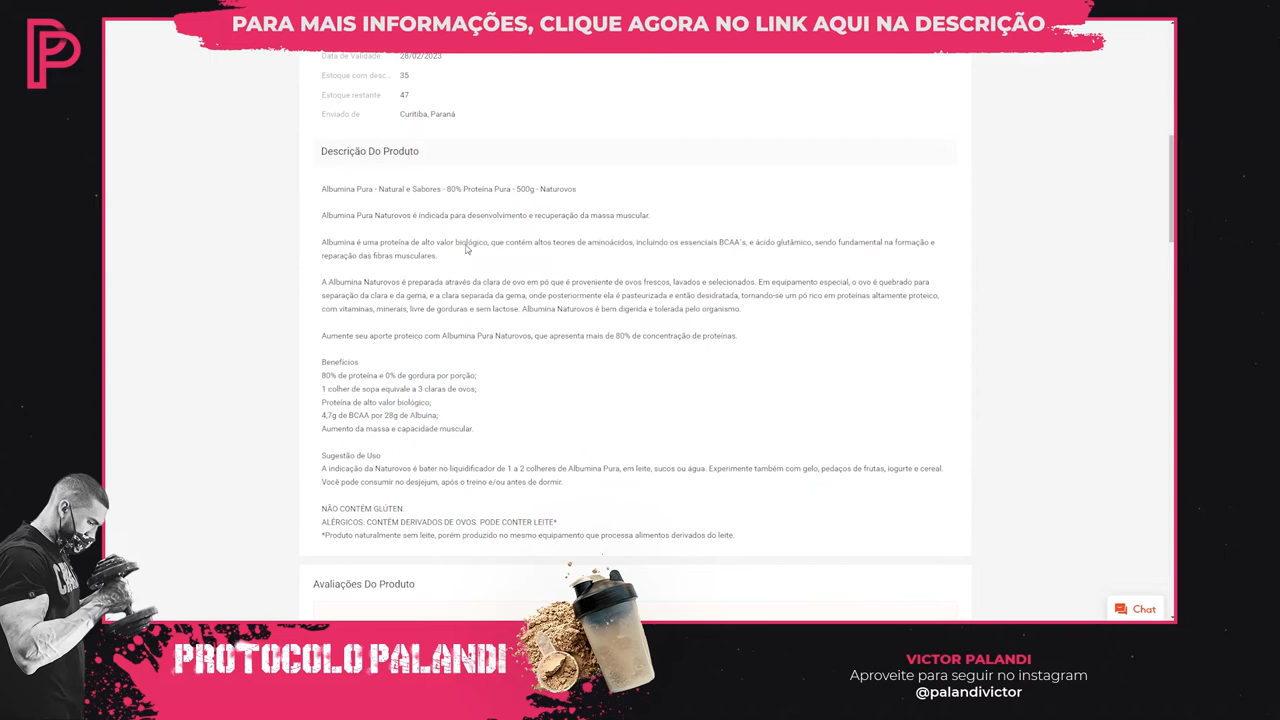 PARA MAIS INFORMAÇÕES, CLIQUE AGORA NO LINK AQUI NA DESCRIÇÃO
Data de Validade 28/02/2023
Estoque com desc... 35
Estoque restante 47
Enviado de Curitiba, Paraná
Descrição Do Produto
Albumina Pura - Natural e Sabores - 80% Proteína Pura - 500g - Naturovos
Albumina Pura Naturovos é indicada para desenvolvimento e recuperação da massa muscular.
Albumina é uma proteína de alto valor biológico, que contém altos teores de aminoácidos, incluindo os essenciais BCAA´s, e ácido glutâmico, sendo fundamental na formação e
reparação das fibras musculares.
A Albumina Naturovos é preparada através da clara de ovo em pó que é proveniente de ovos frescos, lavados e selecionados. Em equipamento especial, o ovo é quebrado para
separação da clara e da gema, e a clara separada da gema, onde posteriormente ela é pasteurizada e então desidratada, tornando-se um pó rico em proteínas altamente proteico,
com vitaminas, minerais, livre de gorduras e sem lactose. Albumina Naturovos é bem digerida e tolerada pelo organismo.
Aumente seu aporte proteico com Albumina Pura Naturovos, que apresenta mais de 80% de concentração de proteínas.
Benefícios
80% de proteína e 0% de gordura por porção;
1 colher de sopa equivale a 3 claras de ovos;
Proteína de alto valor biológico;
4,7g de BCAA por 28g de Albuina;
Aumento da massa e capacidade muscular.
Sugestão de Uso
A indicação da Naturovos é bater no liquidificador de 1 a 2 colheres de Albumina Pura, em leite, sucos ou água. Experimente também com gelo, pedaços de frutas, iogurte e cereal.
Você pode consumir no desjejum, após o treino e/ou antes de dormir.
NÃO CONTÉM GLÚTEN.
ALÉRGICOS: CONTÉM DERIVADOS DE OVOS. PODE CONTER LEITE*
*Produto naturalmente sem leite, porém produzido no mesmo equipamento que processa alimentos derivados do leite.
Avaliações Do Produto
Chat
PROTOCOLO PALANDI
VICTOR PALANDI
Aproveite para seguir no instagram
@palandivictor